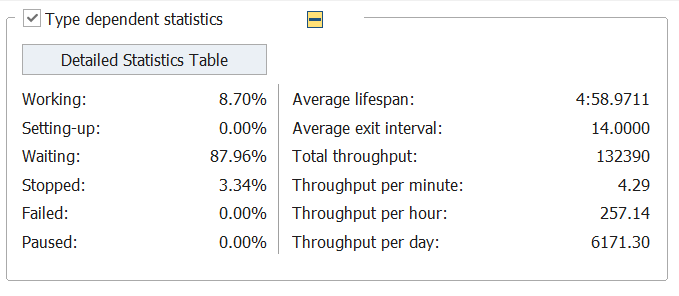 Type dependent statistics
Detailed Statistics Table
Working: 8.70%
Setting-up: 0.00%
Waiting: 87.96%
Stopped: 3.34%
Failed: 0.00%
Paused: 0.00%
Average lifespan: 4:58.9711
Average exit interval: 14.0000
Total throughput: 132390
Throughput per minute: 4.29
Throughput per hour: 257.14
Throughput per day: 6171.30